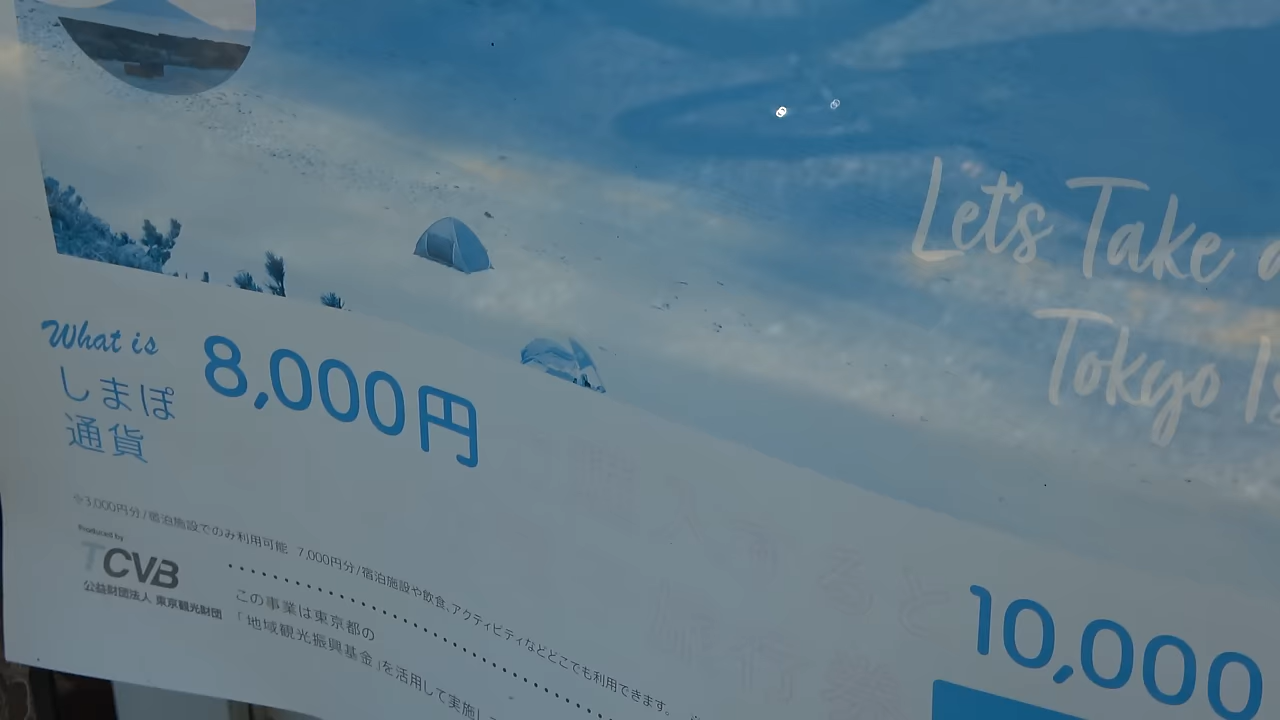 Let's Take
Tokyo
What is
しまぽ
通貨
8,000円
10,000
※3,000円分/宿泊施設でのみ利用可能 7,000円分/宿泊施設や飲食、アクティビティなどどこでも利用できます。
Produced by
TCVB
公益財団法人 東京観光財団
この事業は東京都の
「地域観光振興基金」を活用して実施し